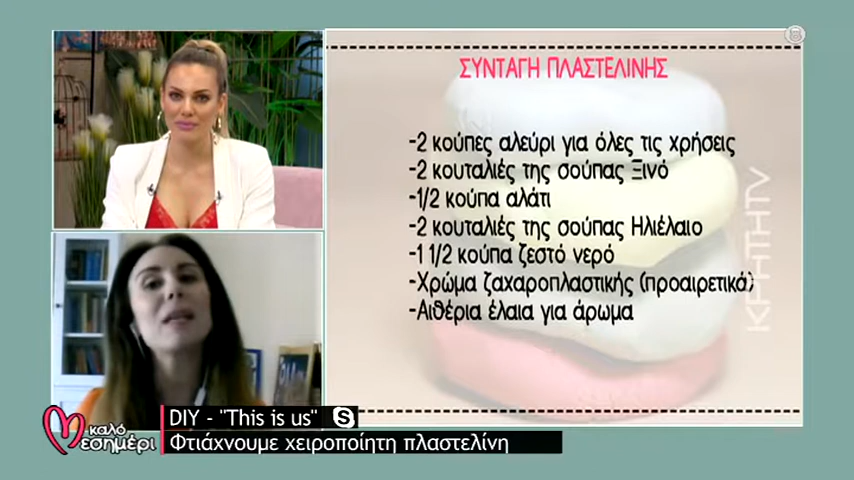 ΣΥΝΤΑΓΗ ΠΛΑΣΤΕΛΙΝΗΣ
-2 κούπες αλεύρι για όλες τις χρήσεις
-2 κουταλιές της σούπας Ξινό
-1/2 κούπα αλάτι
-2 κουταλιές της σούπας Ηλιέλαιο
-1 1/2 κούπα ζεστό νερό
-Χρώμα ζαχαροπλαστικής (προαιρετικά)
-Αιθέρια έλαια για άρωμα
ΚΡΗΤΗTV
καλό
μεσημέρι
DIY - "This is us"
Φτιάχνουμε χειροποίητη πλαστελίνη